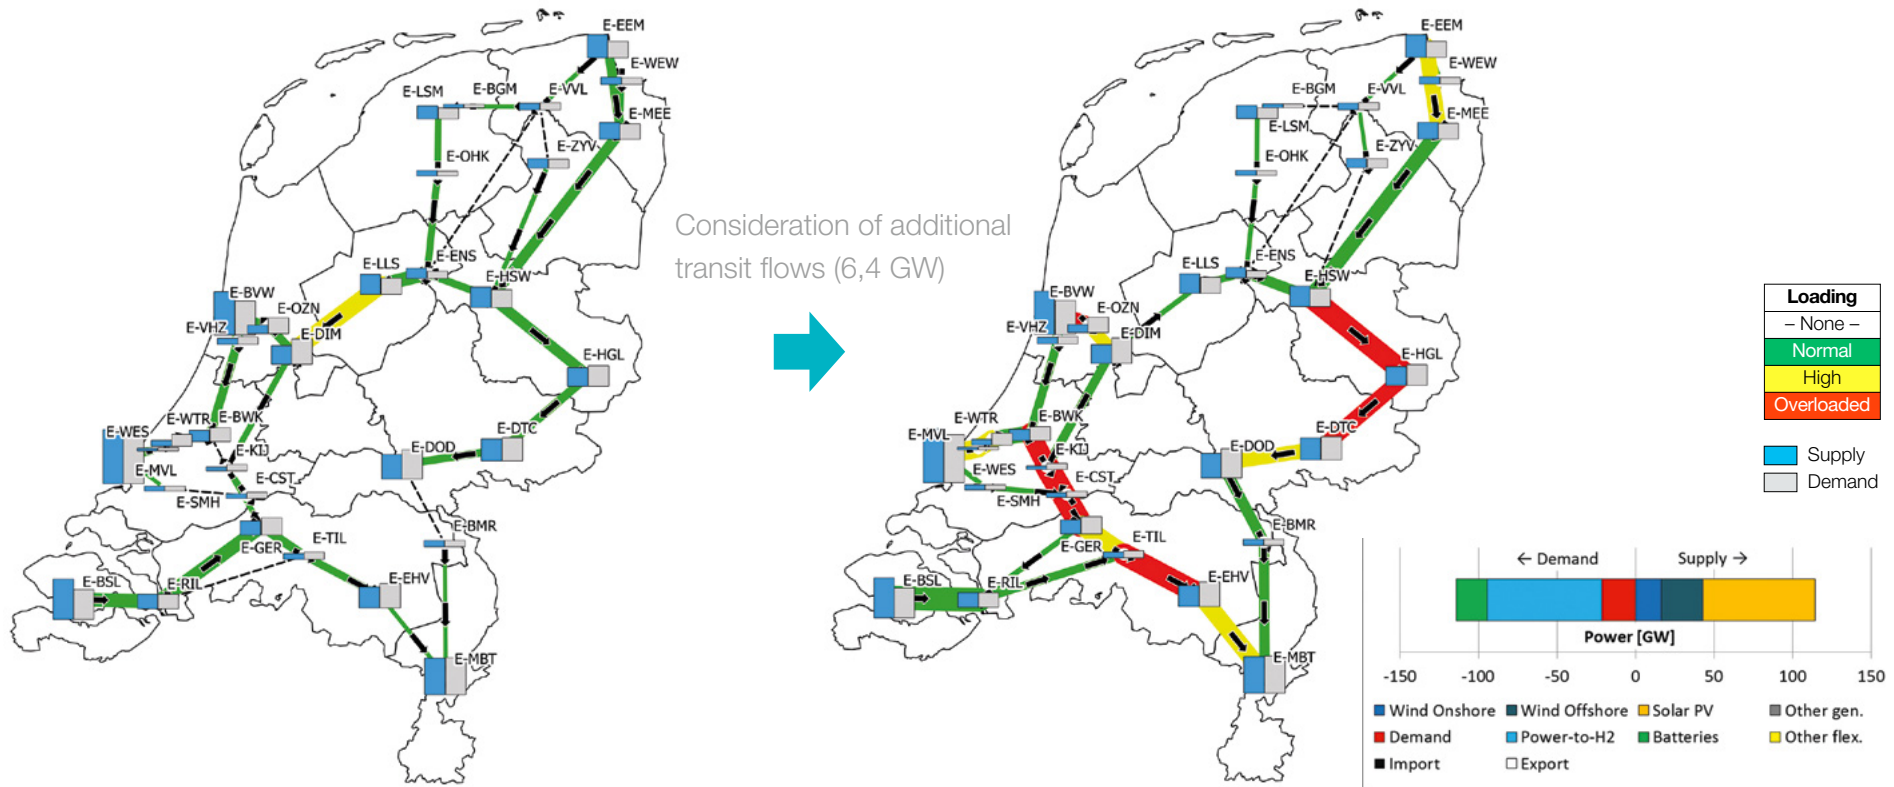 E-EEM
E-WEW
E-LSM
E-BGM
E-VVL
E-MEE
E-OHK
E-ZYV
E-LLS
E-ENS
E-HSW
E-BVW
E-OZN
E-VHZ
E-DIM
E-HGL
E-WTR
E-BWK
E-WES
E-DTC
E-DOD
E-KIJ
E-MVL
E-CST
E-SMH
E-BMR
E-GER
E-TIL
E-BSL
E-RIL
E-EHV
E-MBT
Consideration of additional
transit flows (6,4 GW)
E-EEM
E-WEW
E-BGM
E-VVL
E-LSM
E-MEE
E-OHK
E-ZYV
E-LLS
E-ENS
E-HSW
E-BVW
E-OZN
E-VHZ
E-DIM
E-HGL
E-WTR
E-BWK
E-MVL
E-DTC
E-DOD
E-KIJ
E-WES
E-CST
E-SMH
E-BMR
E-GER
E-TIL
E-BSL
E-RIL
E-EHV
E-MBT
Loading
– None –
Normal
High
Overloaded
Supply
Demand
← Demand Supply →
Power [GW]
-150 -100 -50 0 50 100 150
Wind Onshore Wind Offshore Solar PV Other gen.
Demand Power-to-H2 Batteries Other flex.
Import Export